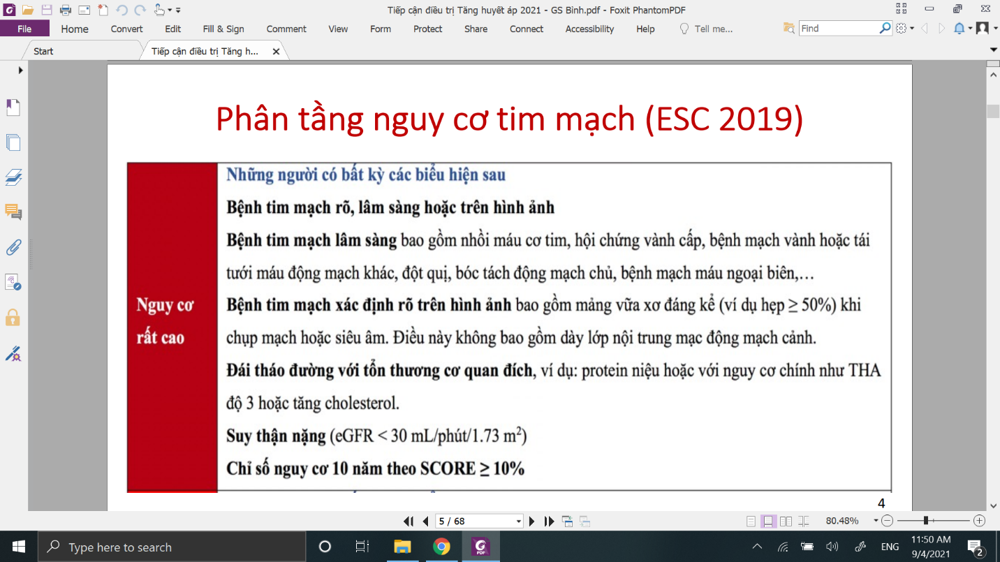 Tiếp cận điều trị Tăng huyết áp 2021 - GS Binh.pdf - Foxit PhantomPDF
File Home Convert Edit Fill & Sign Comment View Form Protect Share Connect Accessibility Help Tell me... Find
Start Tiếp cận điều trị Tăng h...
Phân tầng nguy cơ tim mạch (ESC 2019)
Nguy cơ
rất cao
Những người có bất kỳ các biểu hiện sau
Bệnh tim mạch rõ, lâm sàng hoặc trên hình ảnh
Bệnh tim mạch lâm sàng bao gồm nhồi máu cơ tim, hội chứng vành cấp, bệnh mạch vành hoặc tái
tưới máu động mạch khác, đột quị, bóc tách động mạch chủ, bệnh mạch máu ngoại biên,…
Bệnh tim mạch xác định rõ trên hình ảnh bao gồm mảng vữa xơ đáng kể (ví dụ hẹp ≥ 50%) khi
chụp mạch hoặc siêu âm. Điều này không bao gồm dày lớp nội trung mạc động mạch cảnh.
Đái tháo đường với tổn thương cơ quan đích, ví dụ: protein niệu hoặc với nguy cơ chính như THA
độ 3 hoặc tăng cholesterol.
Suy thận nặng (eGFR < 30 mL/phút/1.73 m²)
Chỉ số nguy cơ 10 năm theo SCORE ≥ 10%
4
5 / 68
80.48%
Type here to search
ENG
11:50 AM
9/4/2021
2